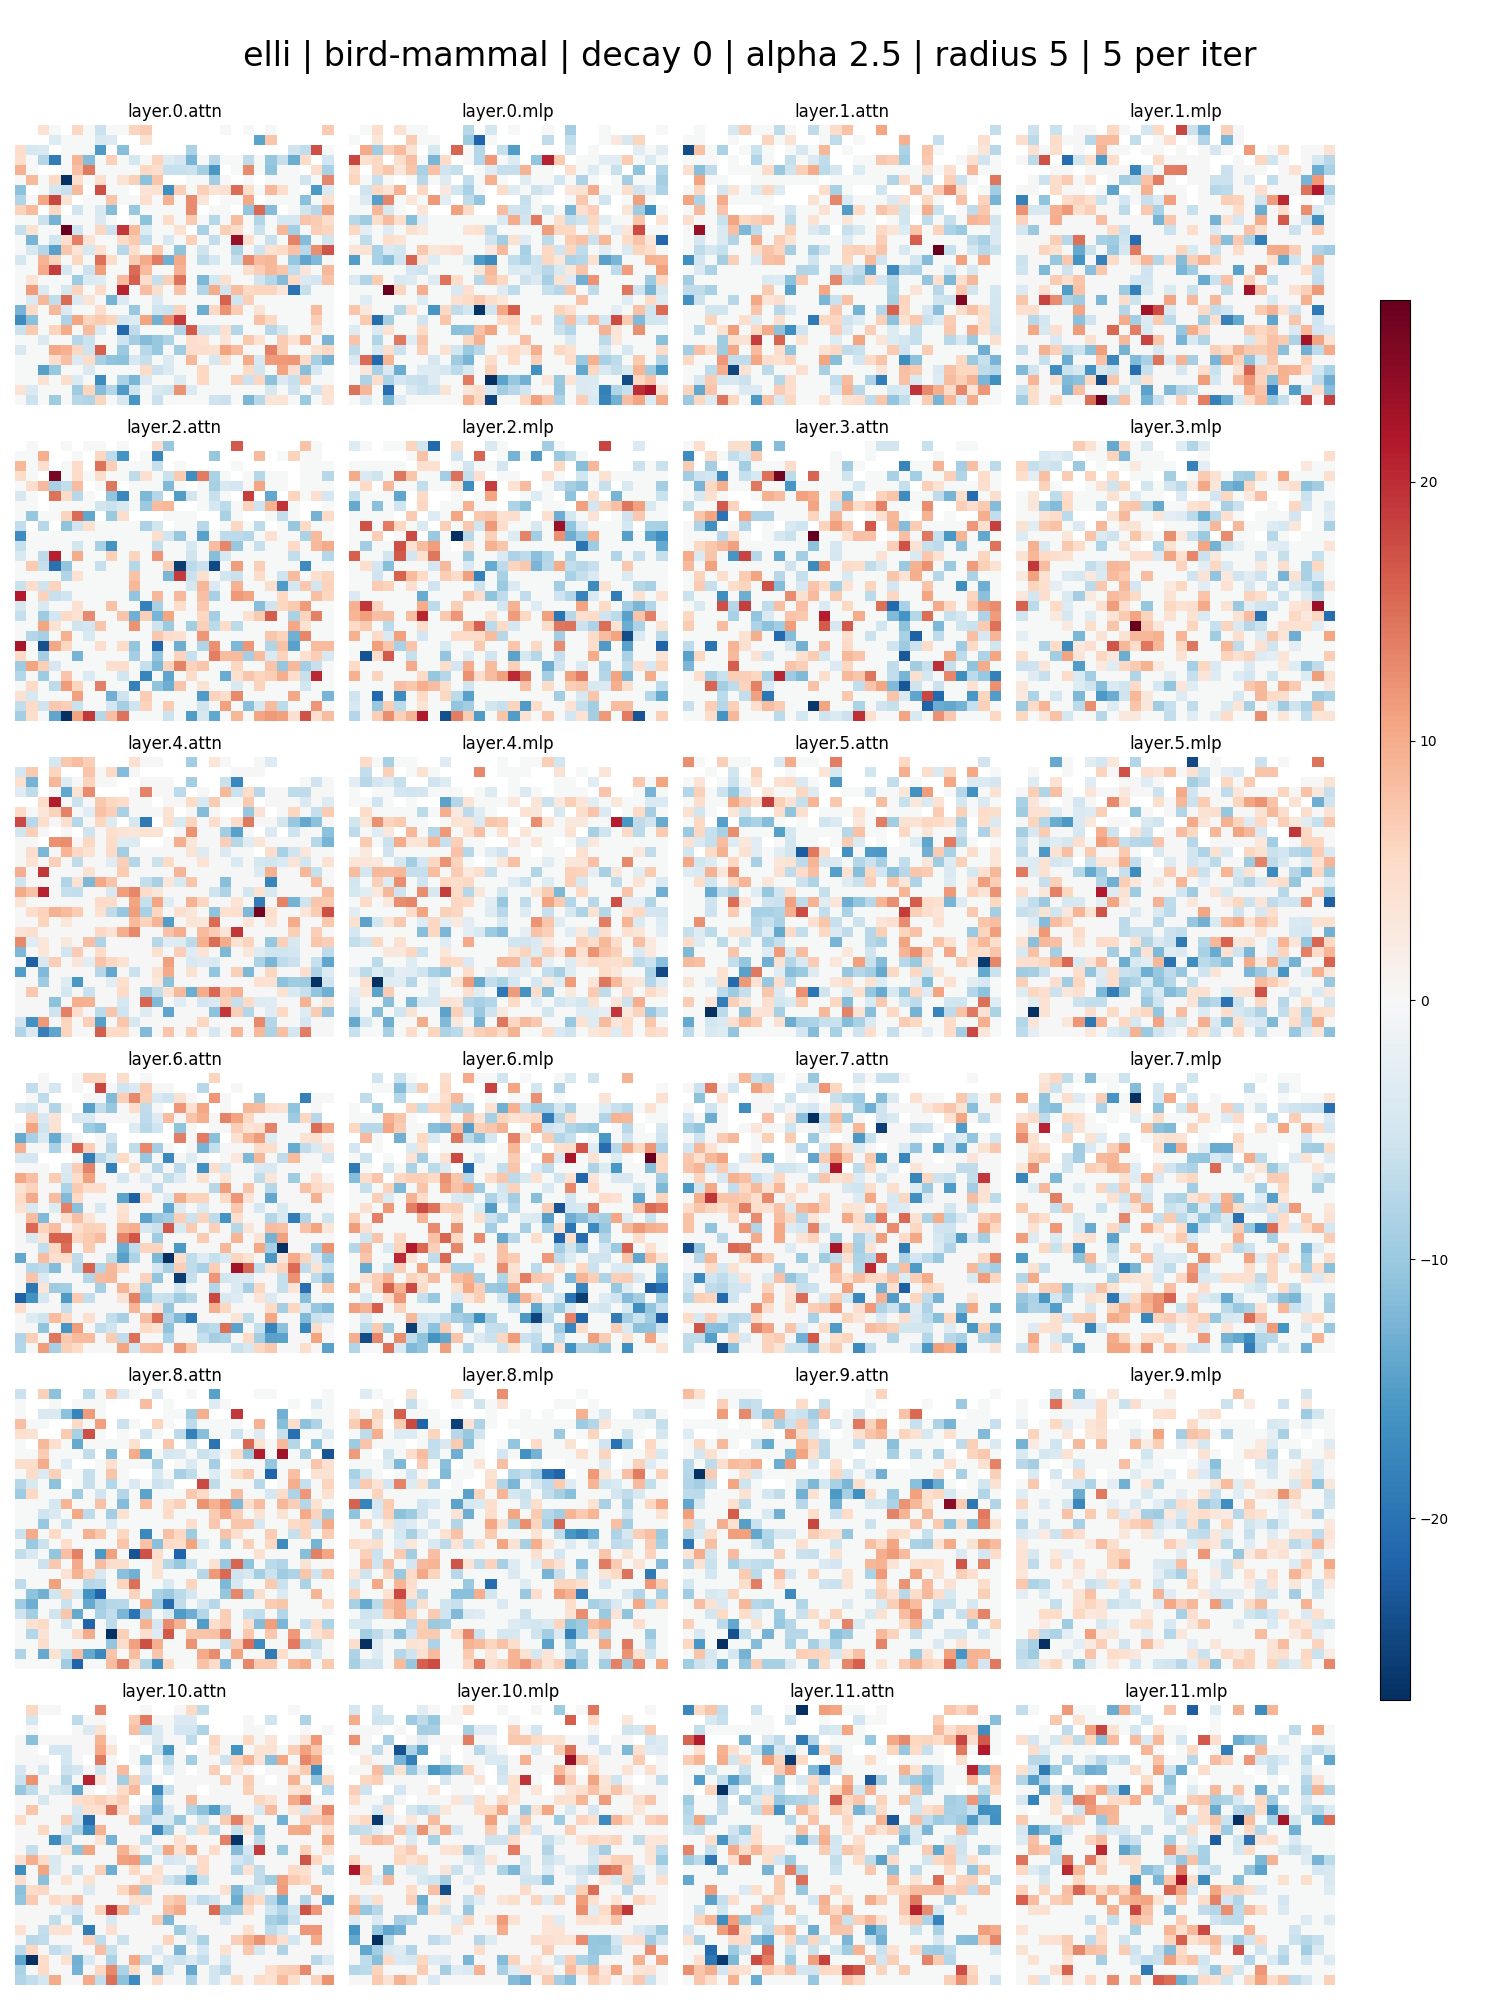 elli | bird-mammal | decay 0 | alpha 2.5 | radius 5 | 5 per iter
layer.0.attn
layer.0.mlp
layer.1.attn
layer.1.mlp
layer.2.attn
layer.2.mlp
layer.3.attn
layer.3.mlp
layer.4.attn
layer.4.mlp
layer.5.attn
layer.5.mlp
layer.6.attn
layer.6.mlp
layer.7.attn
layer.7.mlp
layer.8.attn
layer.8.mlp
layer.9.attn
layer.9.mlp
layer.10.attn
layer.10.mlp
layer.11.attn
layer.11.mlp
20
10
0
−10
−20